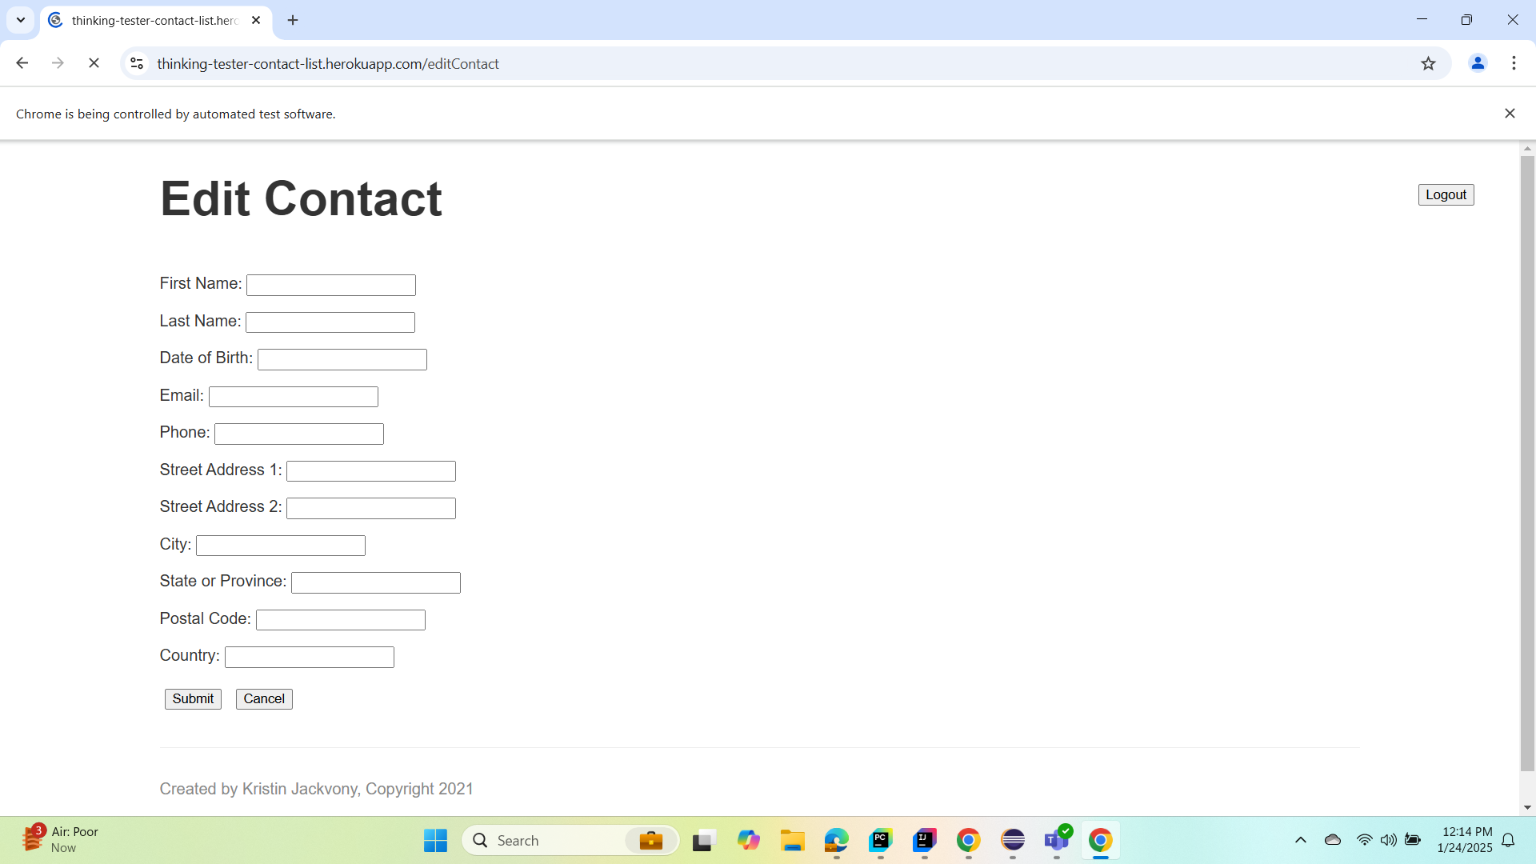 thinking-tester-contact-list.herc
thinking-tester-contact-list.herokuapp.com/editContact
Chrome is being controlled by automated test software.
Edit Contact
Logout
First Name:
Last Name:
Date of Birth:
Email:
Phone:
Street Address 1:
Street Address 2:
City:
State or Province:
Postal Code:
Country:
Submit Cancel
Created by Kristin Jackvony, Copyright 2021
3
Air: Poor
Now
Search
PC
IJ
T
12:14 PM
1/24/2025